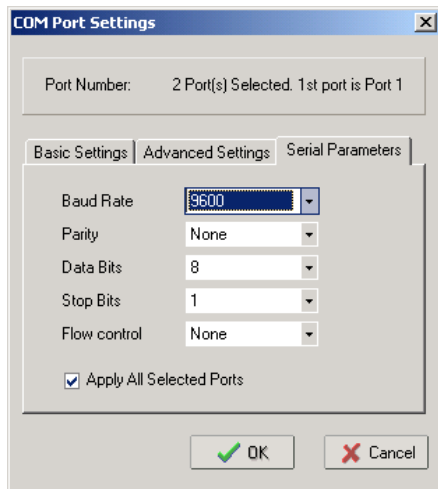 COM Port Settings
Port Number: 2 Port(s) Selected. 1st port is Port 1
Basic Settings Advanced Settings Serial Parameters
Baud Rate 9600
Parity None
Data Bits 8
Stop Bits 1
Flow control None
Apply All Selected Ports
OK Cancel